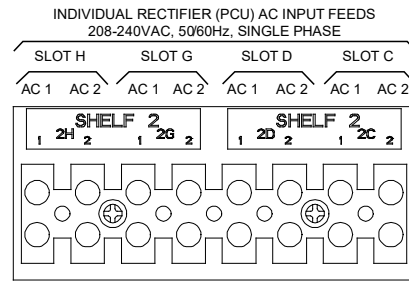 INDIVIDUAL RECTIFIER (PCU) AC INPUT FEEDS
208-240VAC, 50/60Hz, SINGLE PHASE
SLOT H SLOT G SLOT D SLOT C
AC 1 AC 2 AC 1 AC 2 AC 1 AC 2 AC 1 AC 2
SHELF 2 SHELF 2
1 2H 2 1 2G 2 1 2D 2 1 2C 2